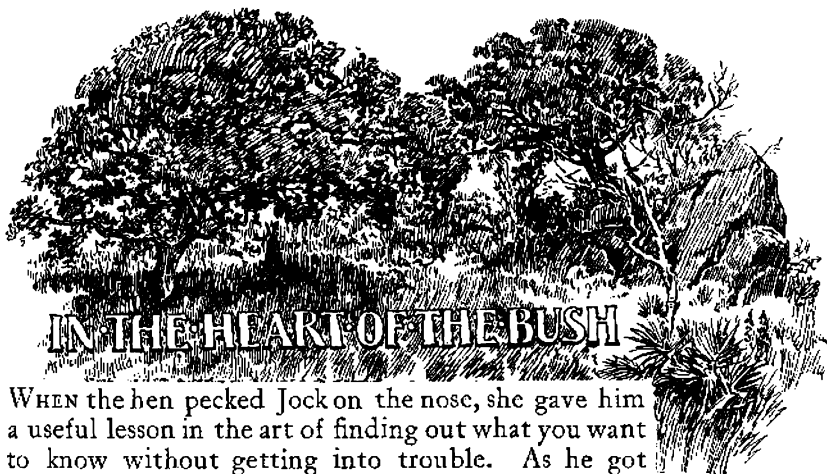 IN·THE·HEART·OF·THE·BUSH
WHEN the hen pecked Jock on the nose, she gave him
a useful lesson in the art of finding out what you want
to know without getting into trouble. As he got